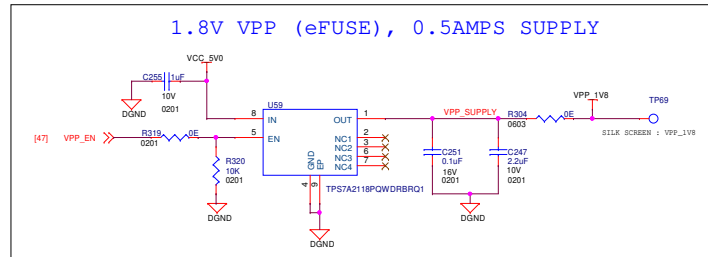 1.8V VPP (eFUSE), 0.5AMPS SUPPLY
VCC_5V0
C255 1uF
10V
0201
DGND
U59
8 IN OUT 1
5 EN
NC1 2
NC2 3
NC3 6
NC4 7
GND
EP
4 9
TPS7A2118PQWDRBRQ1
DGND
[47] VPP_EN
R319 0E
0201
R320
10K
0201
DGND
VPP_SUPPLY
C251
0.1uF
16V
0201
C247
2.2uF
10V
0201
DGND
R304 0E
0603
VPP_1V8
TP69
SILK SCREEN : VPP_1V8